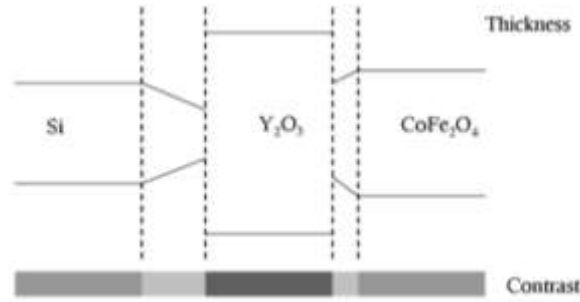 Thickness
Si
Y₂O₃
CoFe₂O₄
Contrast